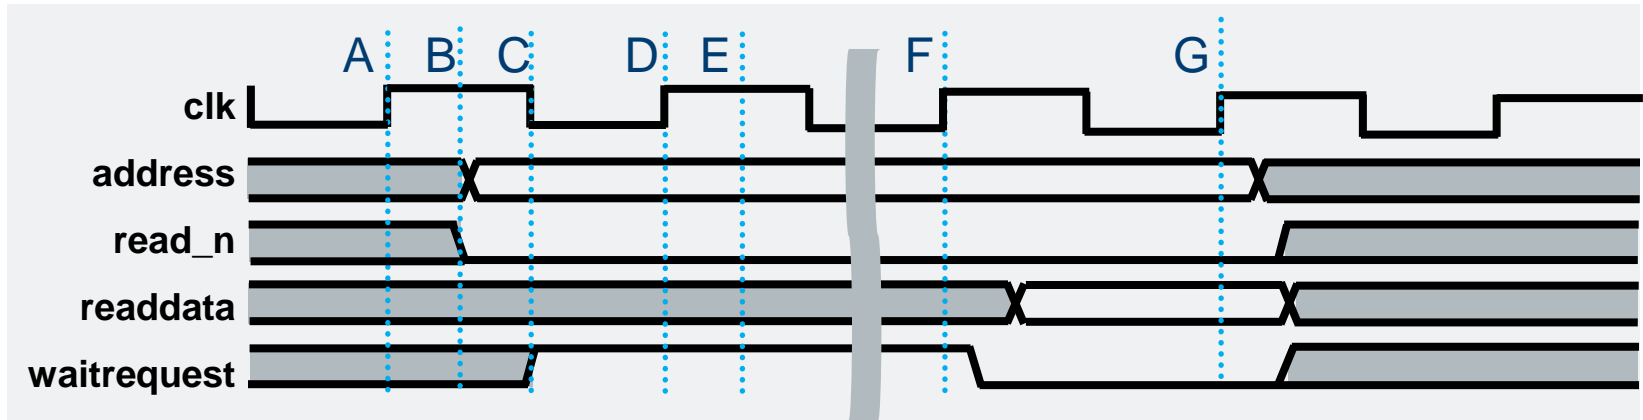 A B C D E F G
clk
address
read_n
readdata
waitrequest